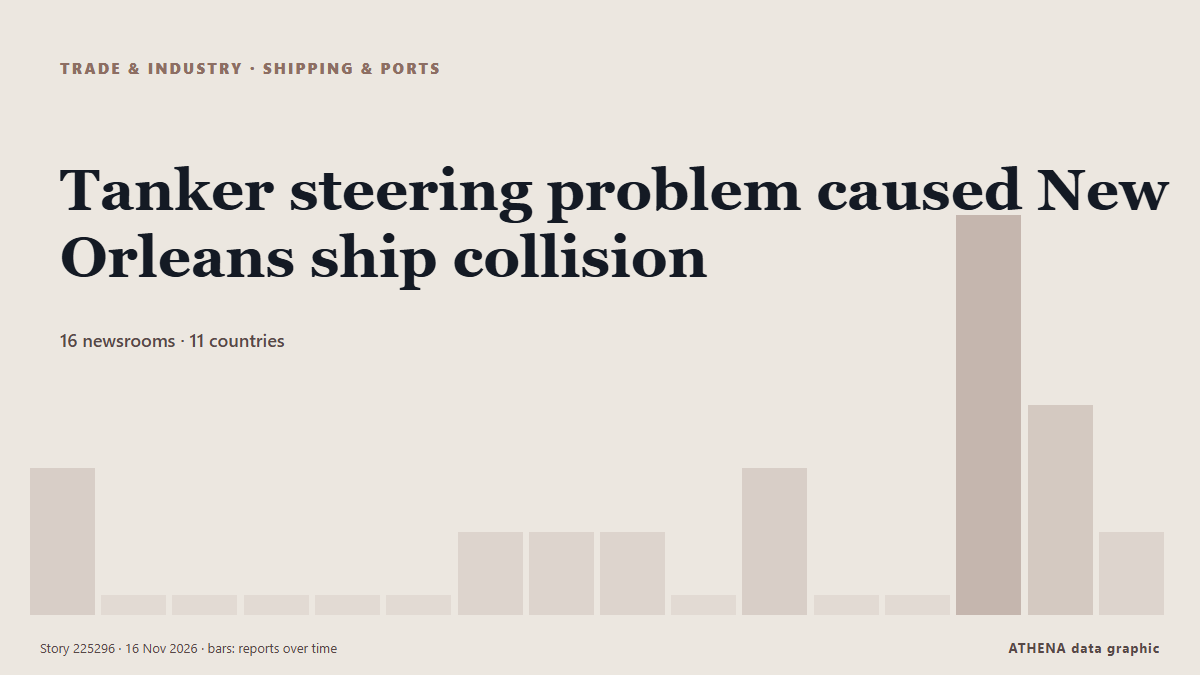 TRADE & INDUSTRY · SHIPPING & PORTS
Tanker steering problem caused New
Orleans ship collision
16 newsrooms · 11 countries
Story 225296 · 16 Nov 2026 · bars: reports over time
ATHENA data graphic